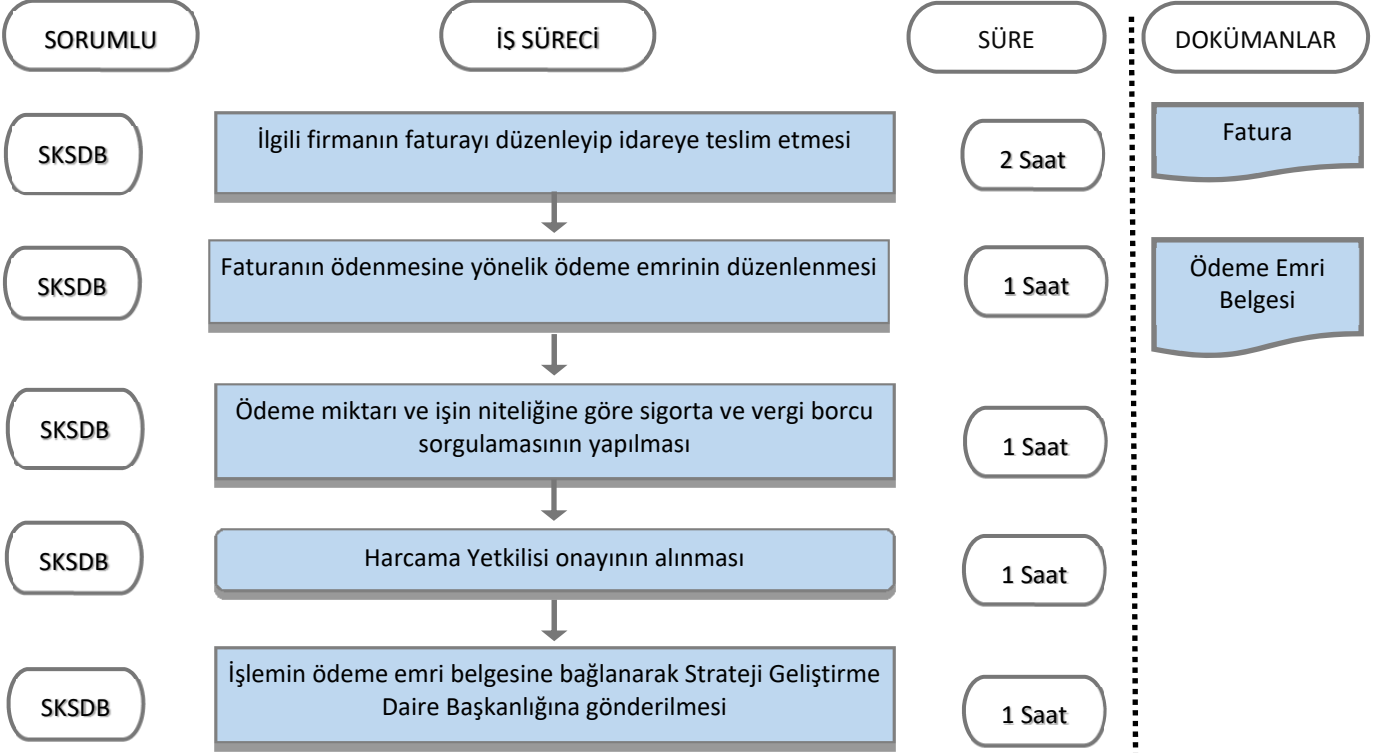 SORUMLU
İŞ SÜRECİ
SÜRE
DOKÜMANLAR
SKSDB
İlgili firmanın faturayı düzenleyip idareye teslim etmesi
2 Saat
Fatura
SKSDB
Faturanın ödenmesine yönelik ödeme emrinin düzenlenmesi
1 Saat
Ödeme Emri
Belgesi
SKSDB
Ödeme miktarı ve işin niteliğine göre sigorta ve vergi borcu
sorgulamasının yapılması
1 Saat
SKSDB
Harcama Yetkilisi onayının alınması
1 Saat
SKSDB
İşlemin ödeme emri belgesine bağlanarak Strateji Geliştirme
Daire Başkanlığına gönderilmesi
1 Saat